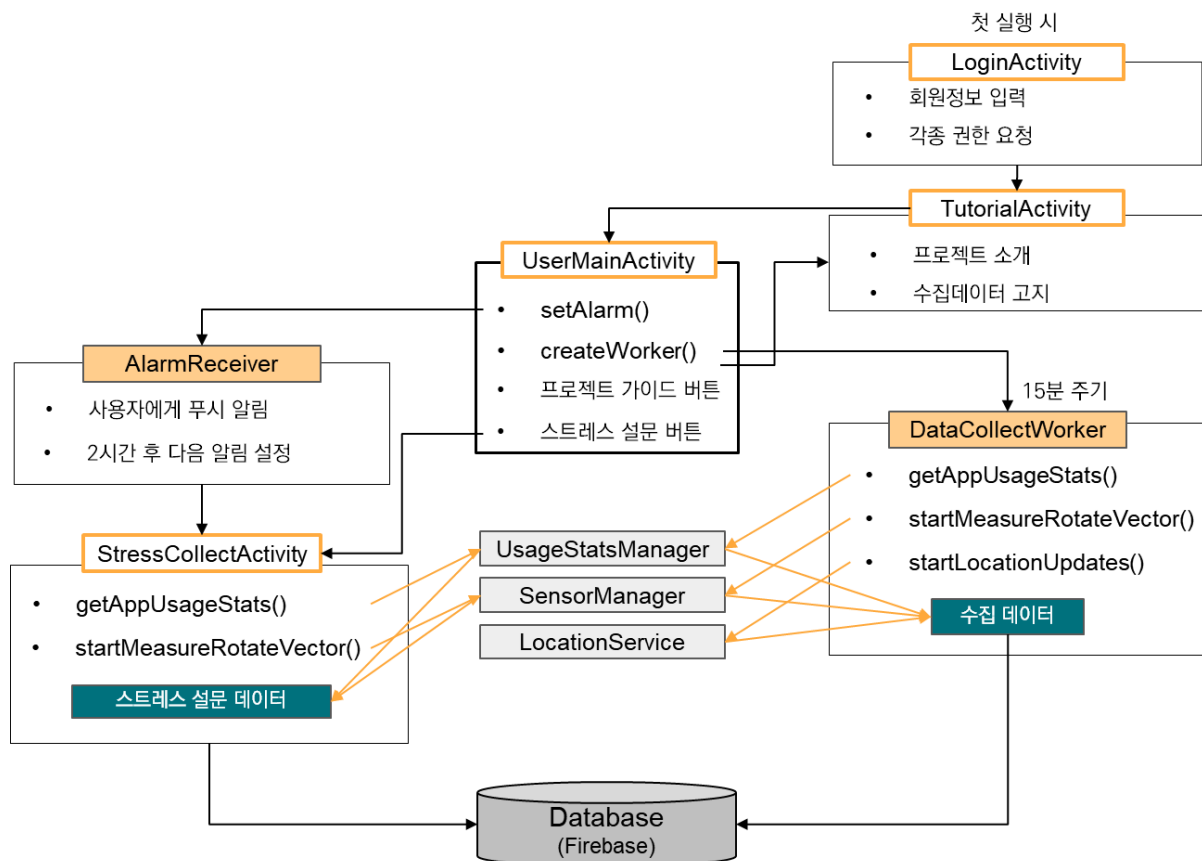 첫 실행 시
LoginActivity
• 회원정보 입력
• 각종 권한 요청
TutorialActivity
• 프로젝트 소개
• 수집데이터 고지
UserMainActivity
• setAlarm()
• createWorker()
• 프로젝트 가이드 버튼
• 스트레스 설문 버튼
AlarmReceiver
• 사용자에게 푸시 알림
• 2시간 후 다음 알림 설정
15분 주기
DataCollectWorker
• getAppUsageStats()
• startMeasureRotateVector()
• startLocationUpdates()
수집 데이터
StressCollectActivity
• getAppUsageStats()
• startMeasureRotateVector()
스트레스 설문 데이터
UsageStatsManager
SensorManager
LocationService
Database
(Firebase)